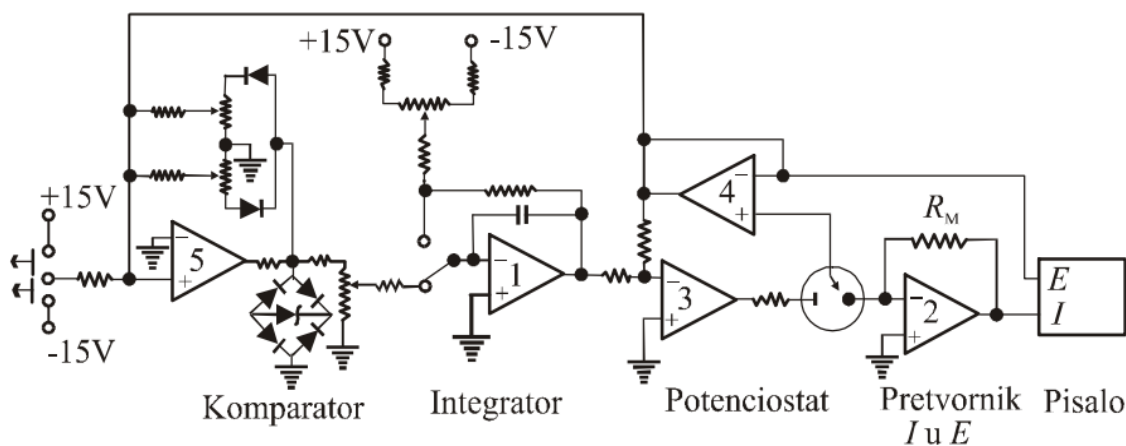 +15V
-15V
+15V
-15V
5
-
+
1
-
+
3
-
+
4
-
+
2
-
+
R_M
E
I
Komparator
Integrator
Potenciostat
Pretvornik
I u E
Pisalo